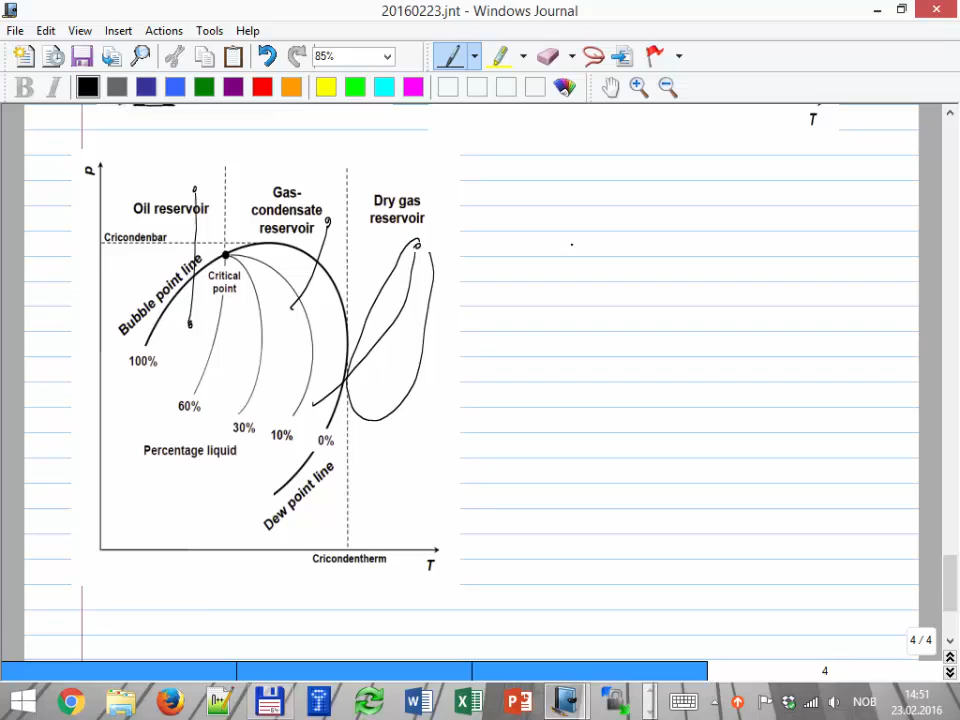 20160223.jnt - Windows Journal
File Edit View Insert Actions Tools Help
85%
B I
T
p
Oil reservoir
Gas-
condensate
reservoir
Dry gas
reservoir
Cricondenbar
Bubble point line
Critical
point
100%
60%
30%
10%
0%
Percentage liquid
Dew point line
Cricondentherm
T
4 / 4
4
NOB
14:51
23.02.2016